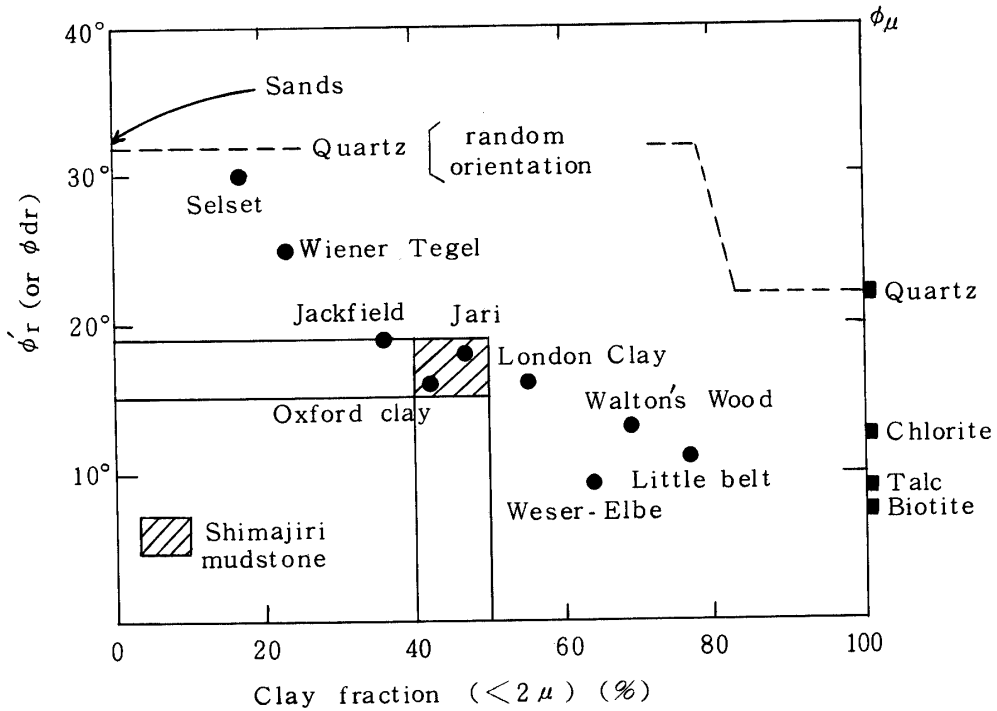 40°
ϕμ
Sands
Quartz
random
orientation
30°
Selset
Wiener Tegel
Quartz
Jackfield
Jari
20°
London Clay
Walton's Wood
Oxford clay
Chlorite
10°
Little belt
Talc
Weser-Elbe
Biotite
Shimajiri
mudstone
ϕ́r (or ϕdr)
0
20
40
60
80
100
Clay fraction (<2μ) (%)